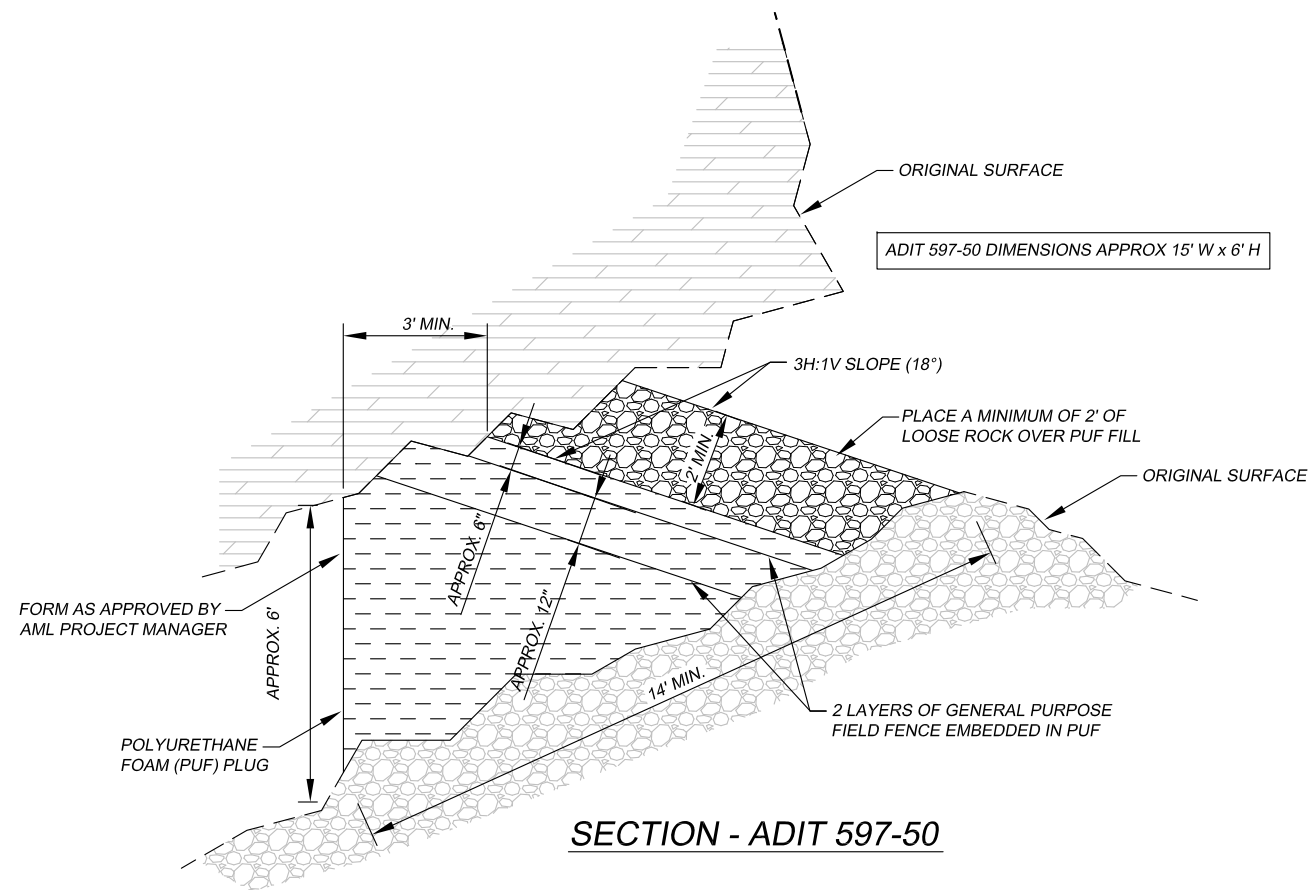 ORIGINAL SURFACE
ADIT 597-50 DIMENSIONS APPROX 15' W x 6' H
3' MIN.
3H:1V SLOPE (18°)
PLACE A MINIMUM OF 2' OF
LOOSE ROCK OVER PUF FILL
2' MIN.
ORIGINAL SURFACE
APPROX. 6"
APPROX. 12"
FORM AS APPROVED BY
AML PROJECT MANAGER
APPROX. 6'
14' MIN.
2 LAYERS OF GENERAL PURPOSE
FIELD FENCE EMBEDDED IN PUF
POLYURETHANE
FOAM (PUF) PLUG
SECTION - ADIT 597-50